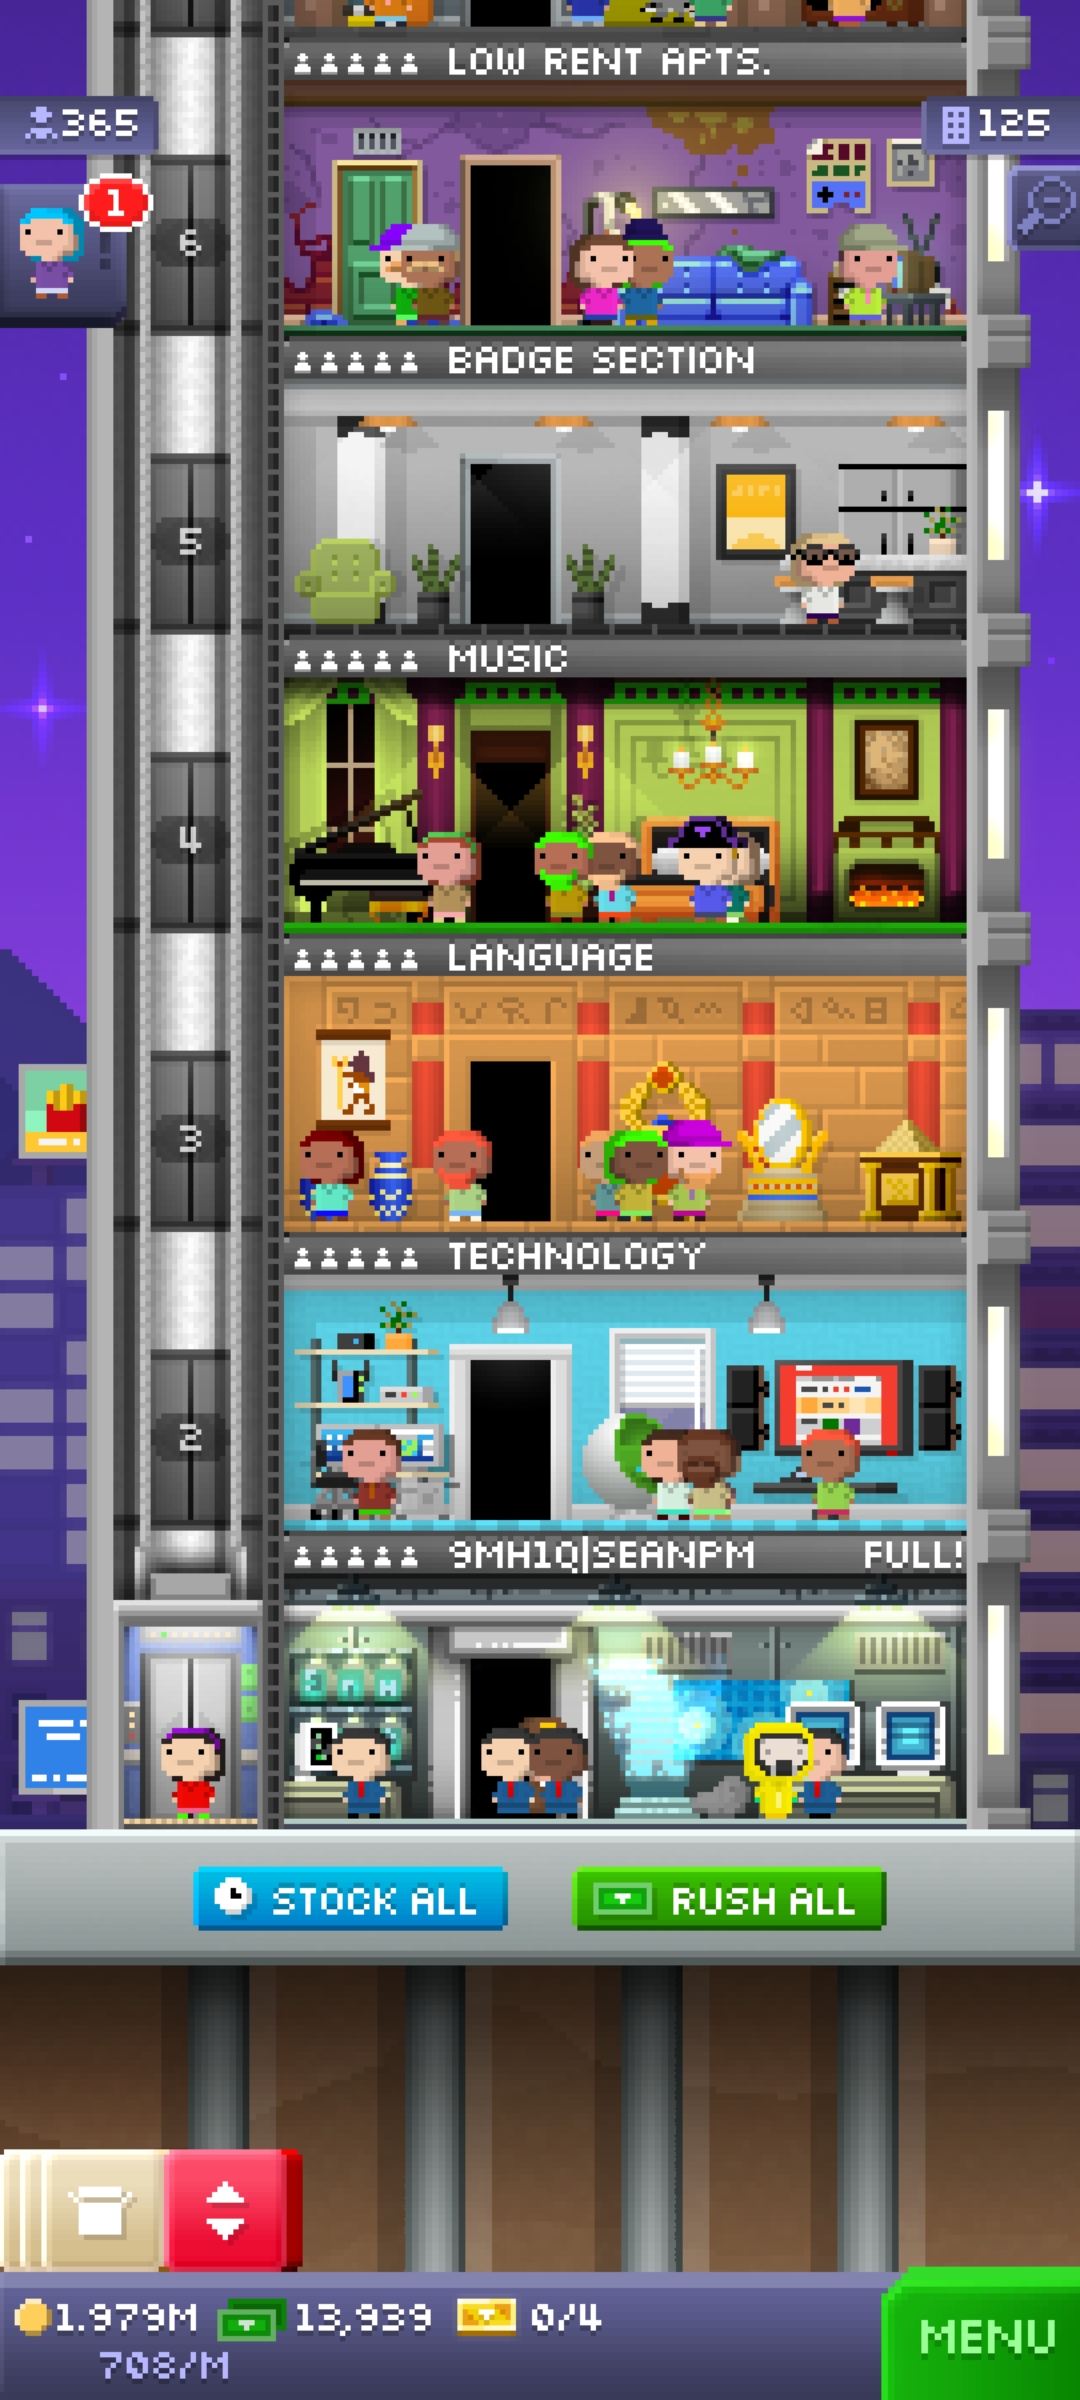 LOW RENT APTS.
365
125
1
6
BADGE SECTION
5
MUSIC
4
LANGUAGE
3
TECHNOLOGY
2
9MH1Q|SEANPM FULL!
STOCK ALL
RUSH ALL
1.979M 13,939 0/4
708/M
MENU